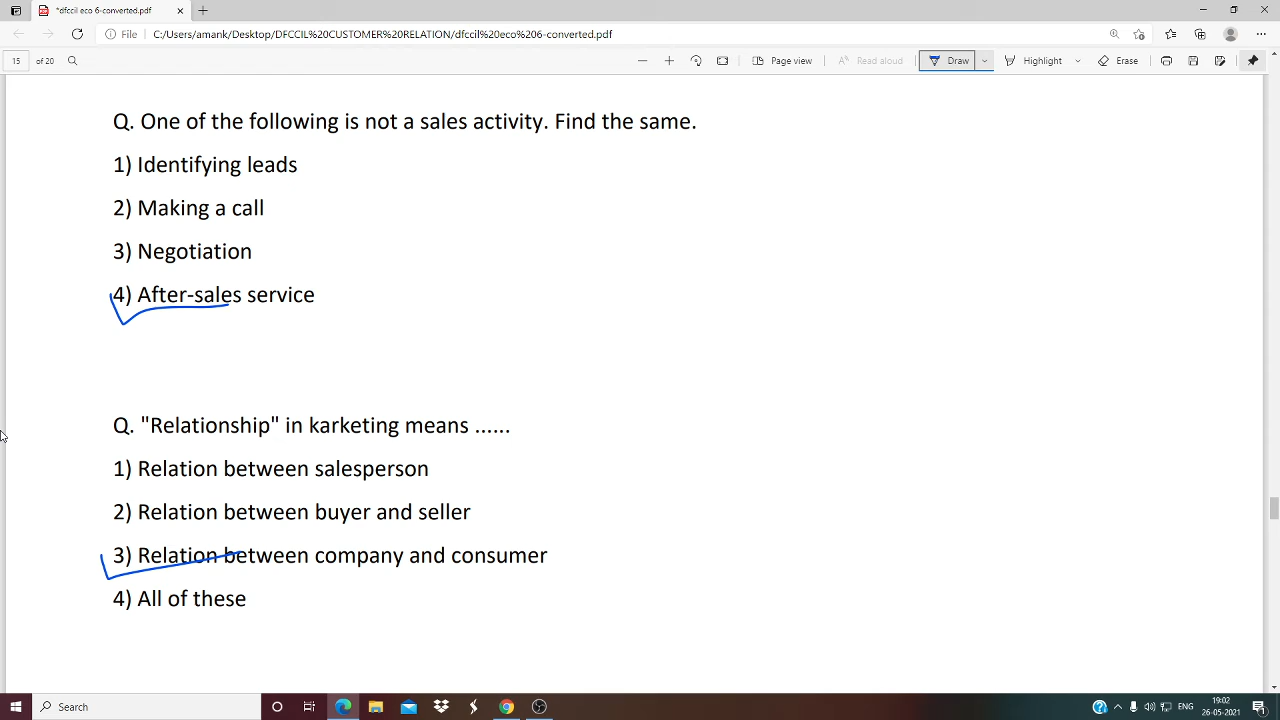 *dfccil eco 6-converted.pdf
File
C:/Users/amank/Desktop/DFCCIL%20CUSTOMER%20RELATION/dfccil%20eco%206-converted.pdf
15 of 20
Page view
Read aloud
Draw
Highlight
Erase
Q. One of the following is not a sales activity. Find the same.
1) Identifying leads
2) Making a call
3) Negotiation
4) After-sales service
Q. "Relationship" in karketing means ......
1) Relation between salesperson
2) Relation between buyer and seller
3) Relation between company and consumer
4) All of these
Search
ENG
19:02
26-05-2021